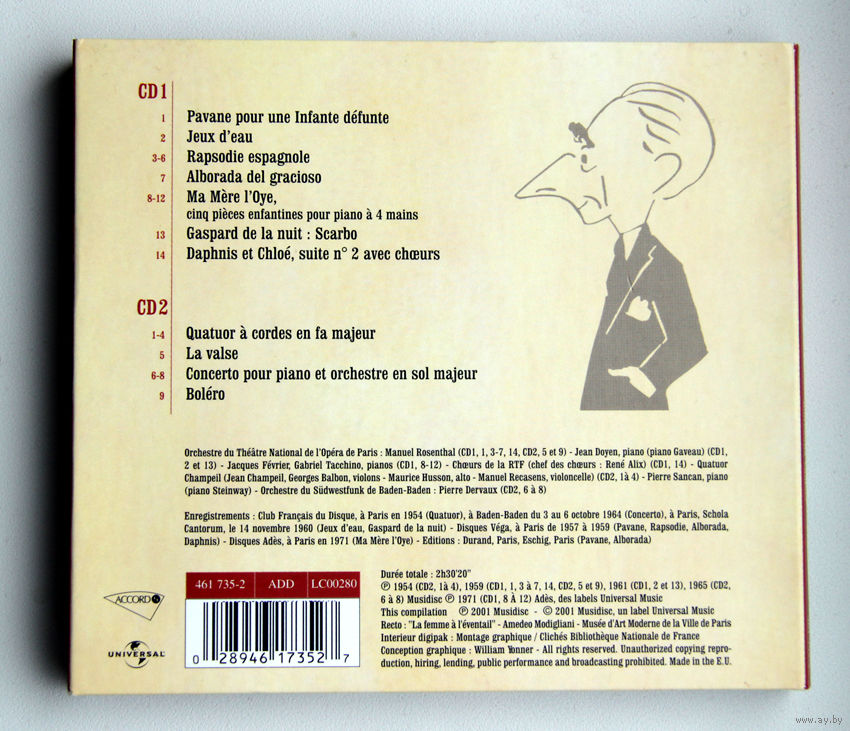 CD1
1 Pavane pour une Infante défunte
2 Jeux d'eau
3-6 Rapsodie espagnole
7 Alborada del gracioso
8-12 Ma Mère l'Oye,
cinq pièces enfantines pour piano à 4 mains
13 Gaspard de la nuit : Scarbo
14 Daphnis et Chloé, suite n° 2 avec chœurs
CD2
1-4 Quatuor à cordes en fa majeur
5 La valse
6-8 Concerto pour piano et orchestre en sol majeur
9 Boléro
Orchestre du Théâtre National de l'Opéra de Paris : Manuel Rosenthal (CD1, 1, 3-7, 14, CD2, 5 et 9) - Jean Doyen, piano (piano Gaveau) (CD1,
2 et 13) - Jacques Février, Gabriel Tacchino, pianos (CD1, 8-12) - Chœurs de la RTF (chef des chœurs : René Alix) (CD1, 14) - Quatuor
Champeil (Jean Champeil, Georges Balbon, violons - Maurice Husson, alto - Manuel Recasens, violoncelle) (CD2, 1à 4) - Pierre Sancan, piano
(piano Steinway) - Orchestre du Südwestfunk de Baden-Baden : Pierre Dervaux (CD2, 6 à 8)
Enregistrements : Club Français du Disque, à Paris en 1954 (Quatuor), à Baden-Baden du 3 au 6 octobre 1964 (Concerto), à Paris, Schola
Cantorum, le 14 novembre 1960 (Jeux d'eau, Gaspard de la nuit) - Disques Véga, à Paris de 1957 à 1959 (Pavane, Rapsodie, Alborada,
Daphnis) - Disques Adès, à Paris en 1971 (Ma Mère l'Oye) - Editions : Durand, Paris, Eschig, Paris (Pavane, Alborada)
ACCORD
UNIVERSAL
461 735-2 ADD LC00280
0 28946 17352 7
Durée totale : 2h30'20"
℗ 1954 (CD2, 1à 4), 1959 (CD1, 1, 3 à 7, 14, CD2, 5 et 9), 1961 (CD1, 2 et 13), 1965 (CD2,
6 à 8) Musidisc ℗ 1971 (CD1, 8 À 12) Adès, des labels Universal Music
This compilation ℗ 2001 Musidisc - © 2001 Musidisc, un label Universal Music
Recto : "La femme à l'éventail" - Amedeo Modigliani - Musée d'Art Moderne de la Ville de Paris
Interieur digipak : Montage graphique / Clichés Bibliothèque Nationale de France
Conception graphique : William Yonner - All rights reserved. Unauthorized copying repro-
duction, hiring, lending, public performance and broadcasting prohibited. Made in the E.U.
www.ay.by